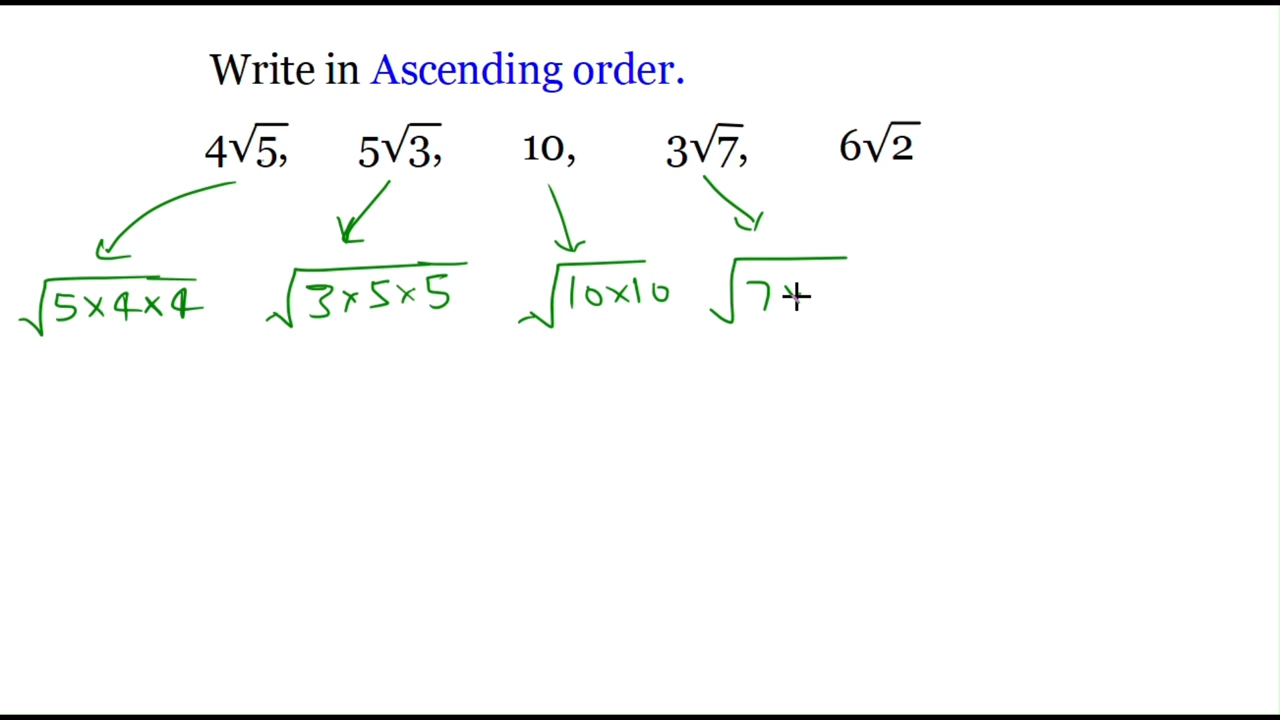 Write in Ascending order.
4√5, 5√3, 10, 3√7, 6√2
√5×4×4 √3×5×5 √10×10 √7×